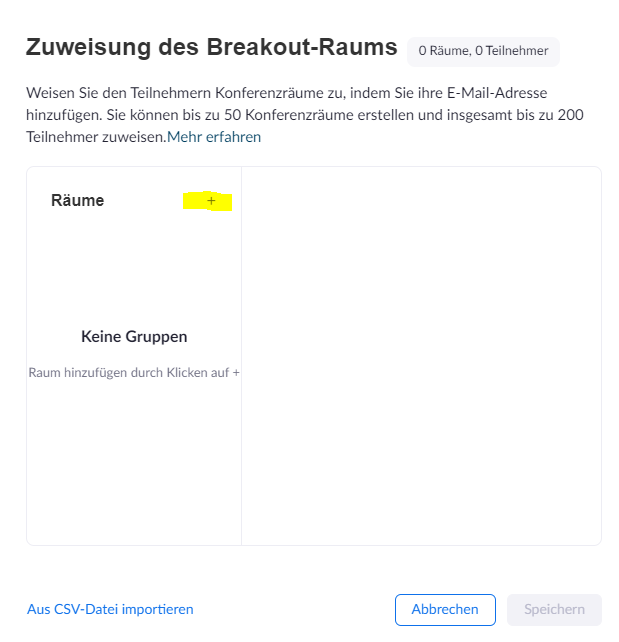 Zuweisung des Breakout-Raums 0 Räume, 0 Teilnehmer
Weisen Sie den Teilnehmern Konferenzräume zu, indem Sie ihre E-Mail-Adresse
hinzufügen. Sie können bis zu 50 Konferenzräume erstellen und insgesamt bis zu 200
Teilnehmer zuweisen.Mehr erfahren
Räume +
Keine Gruppen
Raum hinzufügen durch Klicken auf +
Aus CSV-Datei importieren Abbrechen Speichern